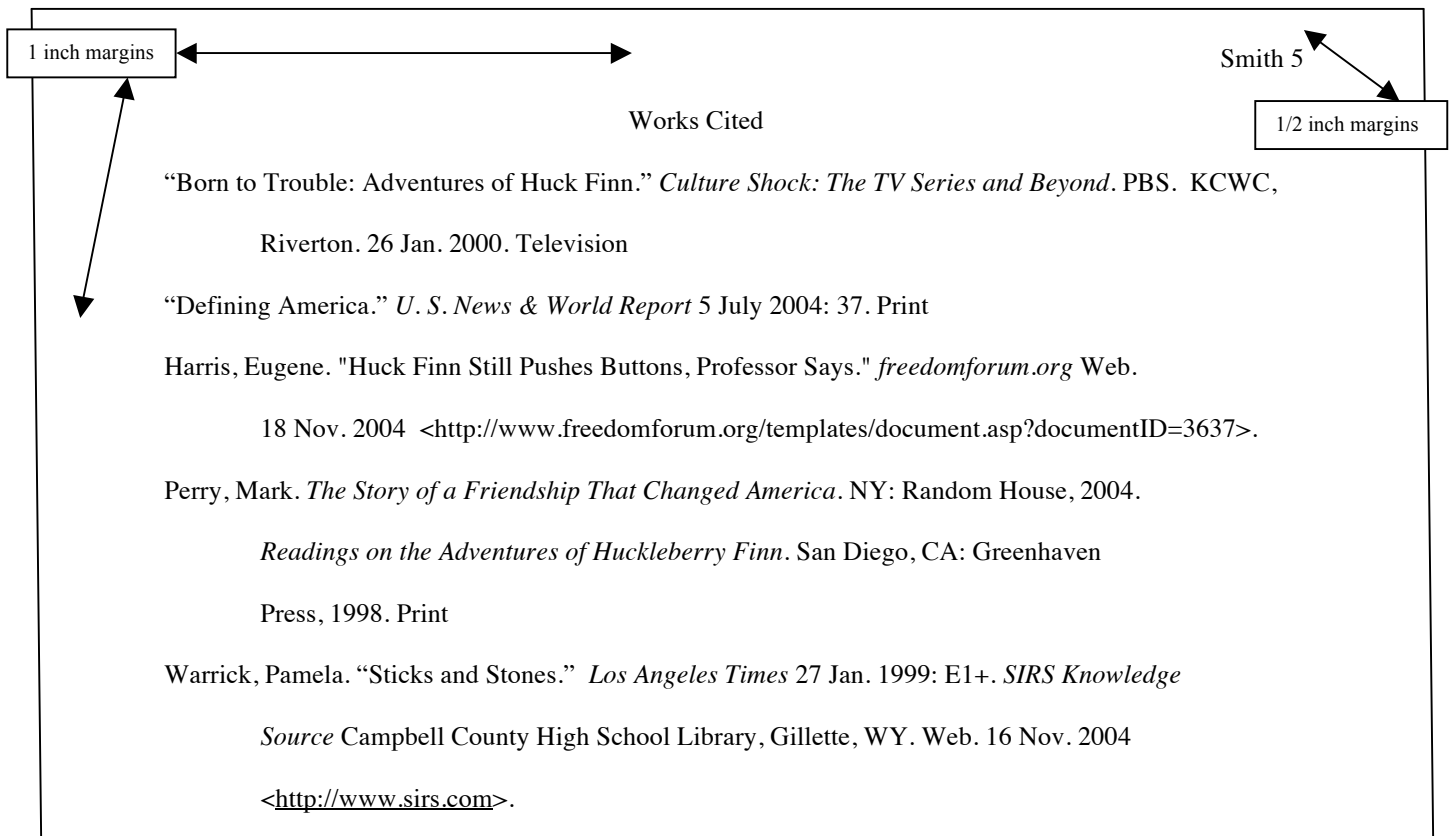 1 inch margins
Smith 5
1/2 inch margins
Works Cited
“Born to Trouble: Adventures of Huck Finn.” Culture Shock: The TV Series and Beyond. PBS.  KCWC,
Riverton. 26 Jan. 2000. Television
“Defining America.” U. S. News & World Report 5 July 2004: 37. Print
Harris, Eugene. "Huck Finn Still Pushes Buttons, Professor Says." freedomforum.org Web.
18 Nov. 2004  <http://www.freedomforum.org/templates/document.asp?documentID=3637>.
Perry, Mark. The Story of a Friendship That Changed America. NY: Random House, 2004.
Readings on the Adventures of Huckleberry Finn. San Diego, CA: Greenhaven
Press, 1998. Print
Warrick, Pamela. “Sticks and Stones.”  Los Angeles Times 27 Jan. 1999: E1+. SIRS Knowledge
Source Campbell County High School Library, Gillette, WY. Web. 16 Nov. 2004
<http://www.sirs.com>.